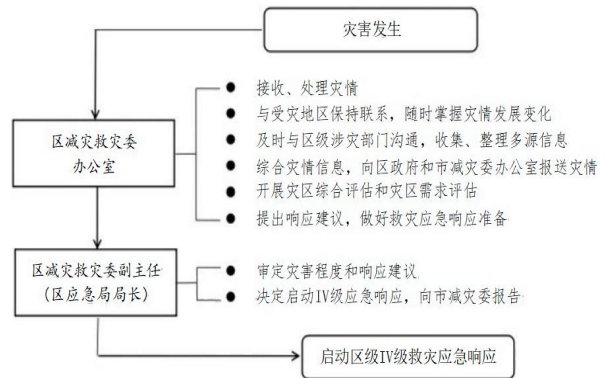 灾害发生
接收、处理灾情
与受灾地区保持联系，随时掌握灾情发展变化
及时与区级涉灾部门沟通，收集、整理多源信息
综合灾情信息，向区政府和市减灾委办公室报送灾情
开展灾区综合评估和灾区需求评估
提出响应建议，做好救灾应急响应准备
区减灾救灾委
办公室
区减灾救灾委副主任
（区应急局局长）
审定灾害程度和响应建议
决定启动IV级应急响应，向市减灾委报告
启动区级IV级救灾应急响应